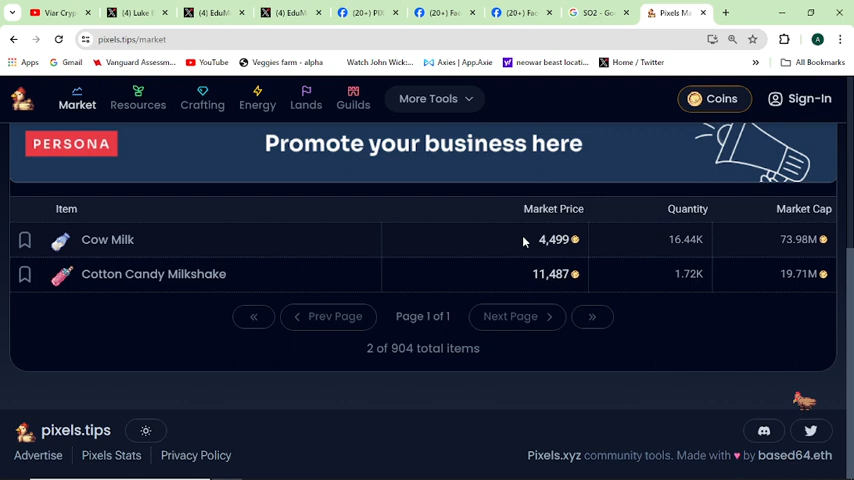 Viar Cryp
(4) Luke E
(4) EduM
(4) EduM
(20+) PIX
(20+) Fac
(20+) Fac
SO2 - Go
Pixels Ma
pixels.tips/market
A
Apps
Gmail
Vanguard Assessm...
YouTube
Veggies farm - alpha
Watch John Wick:...
Axies | App.Axie
neowar beast locati...
Home / Twitter
»
All Bookmarks
Market
Resources
Crafting
Energy
Lands
Guilds
More Tools
Coins
Sign-In
PERSONA
Promote your business here
Item
Market Price
Quantity
Market Cap
Cow Milk
4,499
16.44K
73.98M
Cotton Candy Milkshake
11,487
1.72K
19.71M
«
Prev Page
Page 1 of 1
Next Page
»
2 of 904 total items
pixels.tips
Advertise
Pixels Stats
Privacy Policy
Pixels.xyz community tools. Made with ♥ by based64.eth